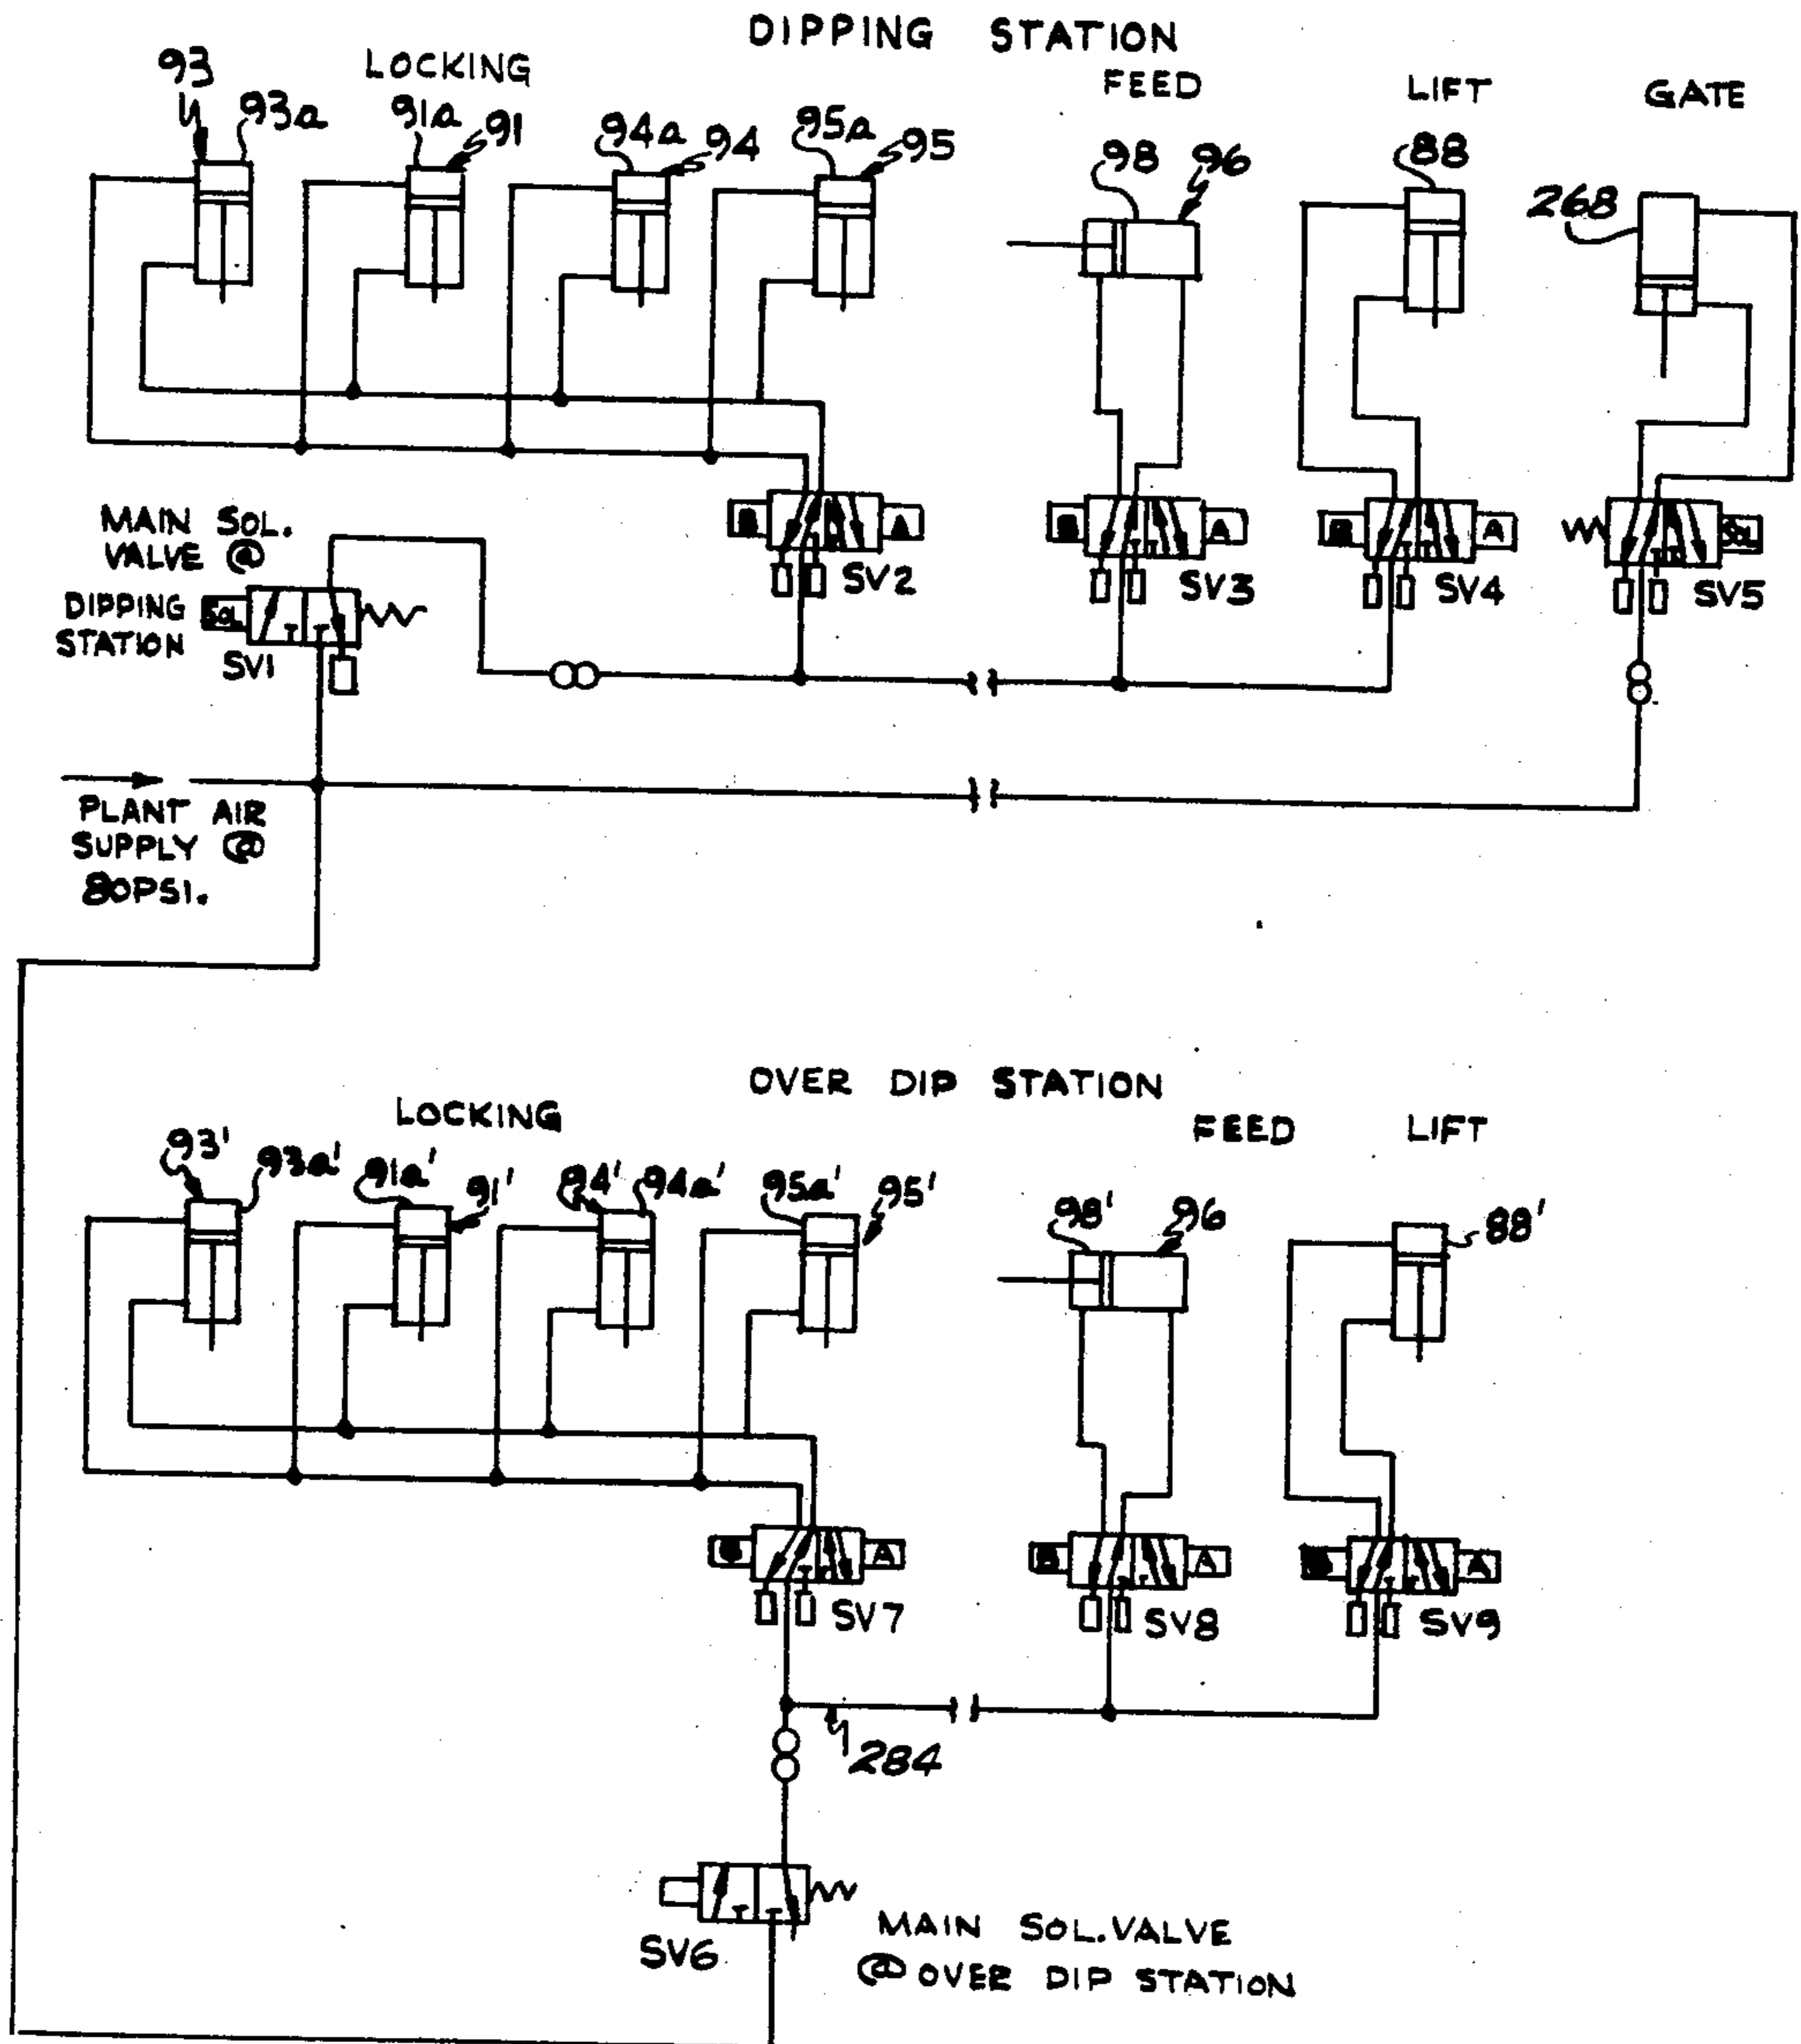 DIPPING STATION
LOCKING
FEED
LIFT
GATE
93
93a
91a
91
94a
94
95a
95
98
96
88
268
A
A
A
SOL
SV2
SV3
SV4
SV5
MAIN SOL.
VALVE @
DIPPING
STATION
SOL
SV1
PLANT AIR
SUPPLY @
80PSI.
OVER DIP STATION
LOCKING
FEED
LIFT
93'
93a'
91a'
91'
94'
94a'
95a'
95'
98'
96
88'
A
B
A
A
SV7
SV8
SV9
284
SV6
MAIN SOL.VALVE
@ OVER DIP STATION